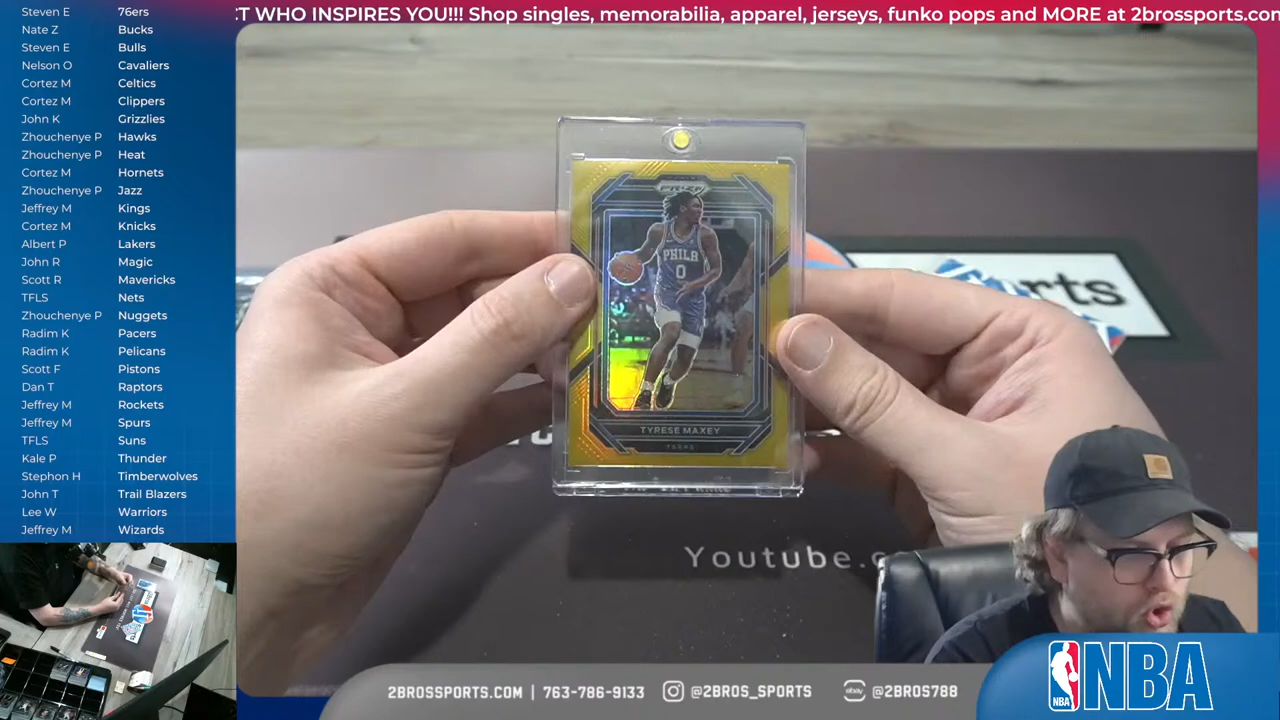 T WHO INSPIRES YOU!!! Shop singles, memorabilia, apparel, jerseys, funko pops and MORE at 2brossports.com
Steven E 76ers
Nate Z Bucks
Steven E Bulls
Nelson O Cavaliers
Cortez M Celtics
Cortez M Clippers
John K Grizzlies
Zhouchenye P Hawks
Zhouchenye P Heat
Cortez M Hornets
Zhouchenye P Jazz
Jeffrey M Kings
Cortez M Knicks
Albert P Lakers
John R Magic
Scott R Mavericks
TFLS Nets
Zhouchenye P Nuggets
Radim K Pacers
Radim K Pelicans
Scott F Pistons
Dan T Raptors
Jeffrey M Rockets
Jeffrey M Spurs
TFLS Suns
Kale P Thunder
Stephon H Timberwolves
John T Trail Blazers
Lee W Warriors
Jeffrey M Wizards
PRIZM
PHILA
0
TYRESE MAXEY
76ERS
rts
Youtube.c
2BROSSPORTS.COM | 763-786-9133 @2BROS_SPORTS ebay @2BROS788
NBA
NBA